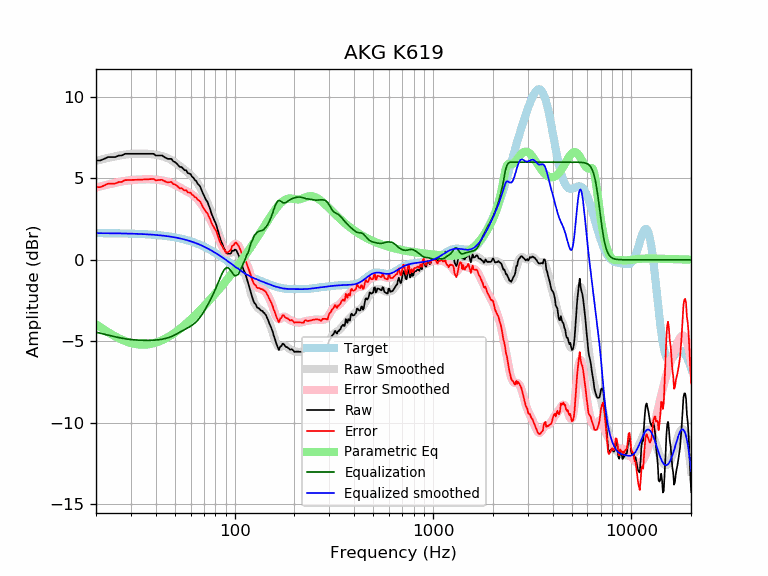 AKG K619
Amplitude (dBr)
10
5
0
−5
−10
−15
Target
Raw Smoothed
Error Smoothed
Raw
Error
Parametric Eq
Equalization
Equalized smoothed
100
1000
10000
Frequency (Hz)